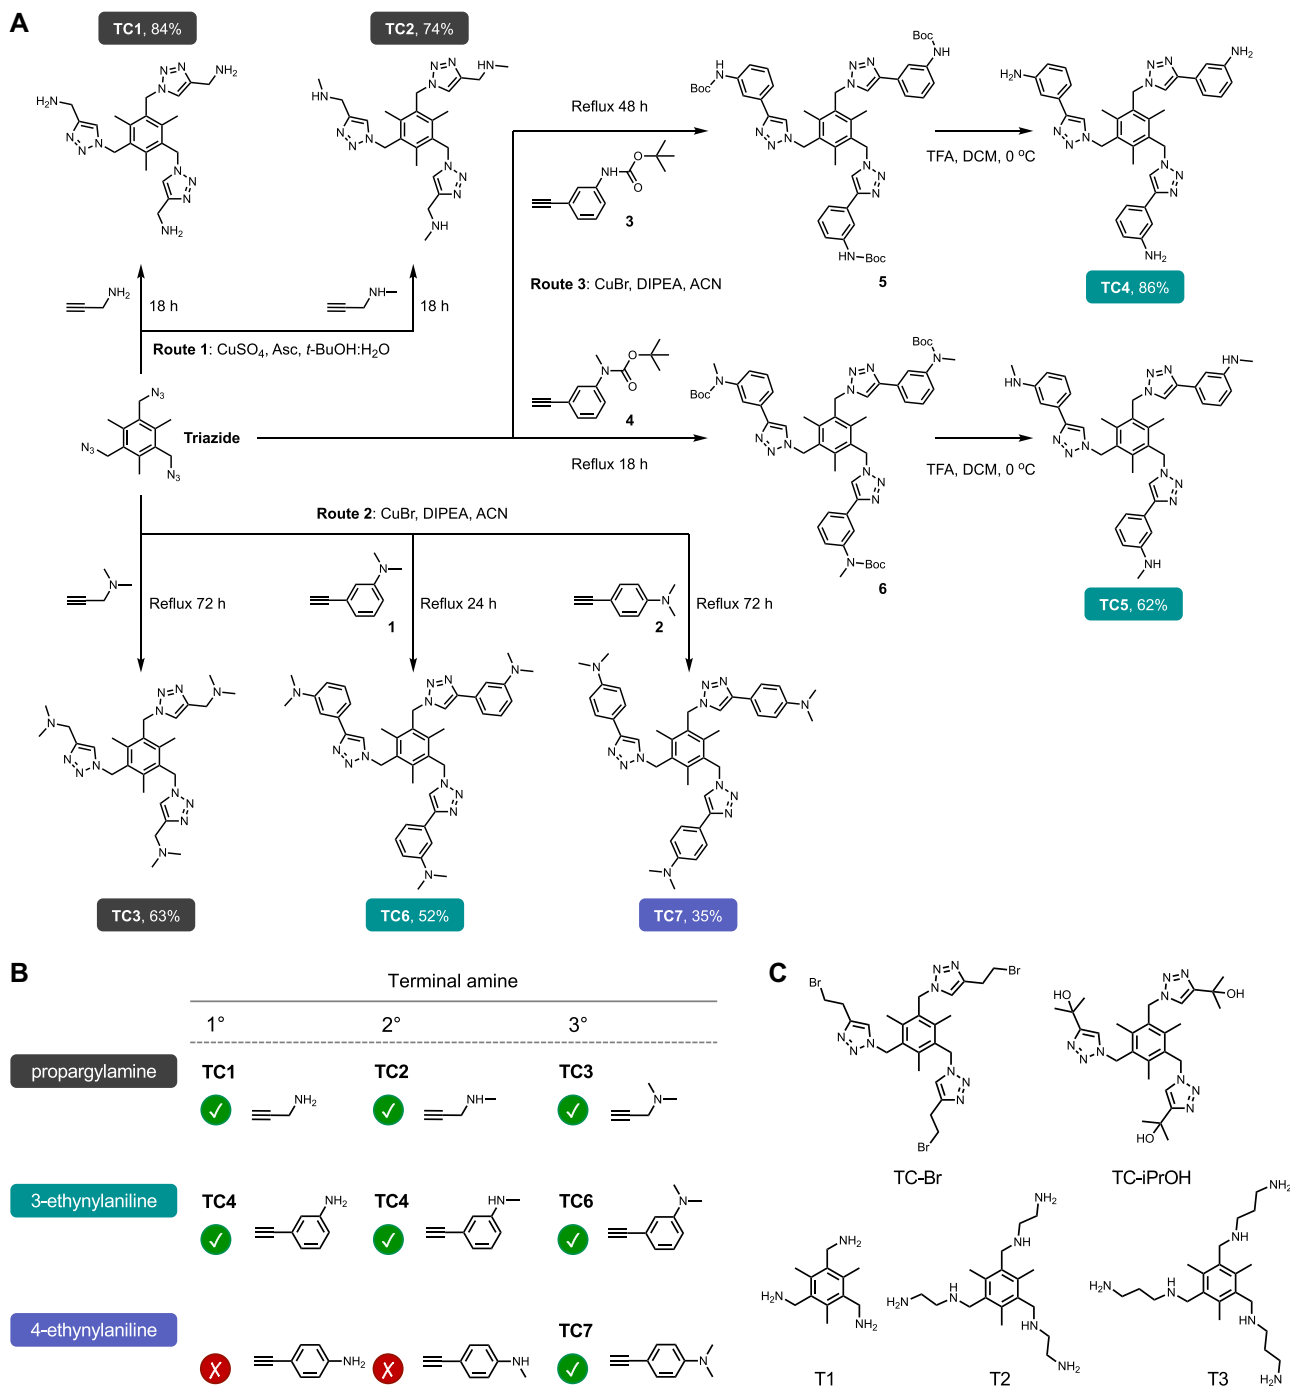 A
TC1, 84%
TC2, 74%
N=N
N
NH2
H2N
N
N=N
N
N
N
NH2
N=N
N
NH
HN
N
N=N
N
N
N
NH
Boc
NH
H
N
Boc
N=N
N
N
N=N
N
N
N
NH
Boc
5
NH2
H2N
N=N
N
N
N=N
N
N
N
NH2
TC4, 86%
Reflux 48 h
H
N
O
O
3
TFA, DCM, 0 °C
Route 3: CuBr, DIPEA, ACN
NH2
18 h
NH
18 h
Route 1: CuSO4, Asc, t-BuOH:H2O
N3
N3
N3
Triazide
N
O
O
4
Reflux 18 h
Boc
N
N
Boc
N=N
N
N
N=N
N
N
N
N
Boc
6
TFA, DCM, 0 °C
HN
HN
N=N
N
N
N=N
N
N
N
NH
TC5, 62%
Route 2: CuBr, DIPEA, ACN
N
Reflux 72 h
N
1
Reflux 24 h
N
2
Reflux 72 h
N=N
N
N
N
N
N=N
N
N
N
N
N
N=N
N
N
N
N=N
N
N
N
N
N
N=N
N
N
N
N=N
N
N
N
N
TC3, 63%
TC6, 52%
TC7, 35%
B
Terminal amine
1°
2°
3°
propargylamine
TC1
TC2
TC3
NH2
NH
N
3-ethynylaniline
TC4
TC4
TC6
NH2
NH
N
4-ethynylaniline
TC7
NH2
NH
N
C
Br
Br
N=N
N
N
N=N
N
N
N
Br
TC-Br
HO
OH
N=N
N
N
N=N
N
N
N
HO
TC-iPrOH
NH2
H2N
NH2
T1
NH2
NH
H
N
H2N
NH
NH2
T2
NH2
NH
H2N
HN
NH
NH2
T3